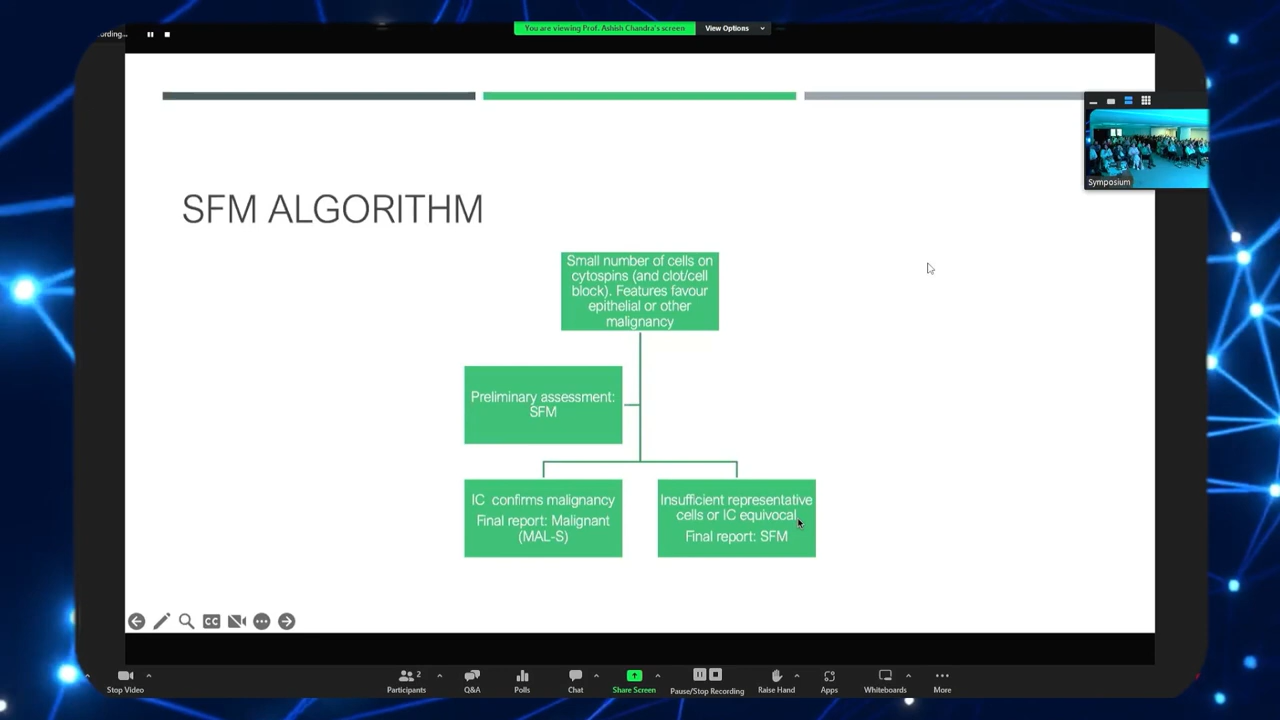 ording...
You are viewing Prof. Ashish Chandra's screen
View Options
Symposium
SFM ALGORITHM
Small number of cells on
cytospins (and clot/cell
block). Features favour
epithelial or other
malignancy
Preliminary assessment:
SFM
IC confirms malignancy
Final report: Malignant
(MAL-S)
Insufficient representative
cells or IC equivocal
Final report: SFM
CC
Stop Video
2
Participants
Q&A
Polls
Chat
Share Screen
Pause/Stop Recording
Raise Hand
Apps
Whiteboards
More